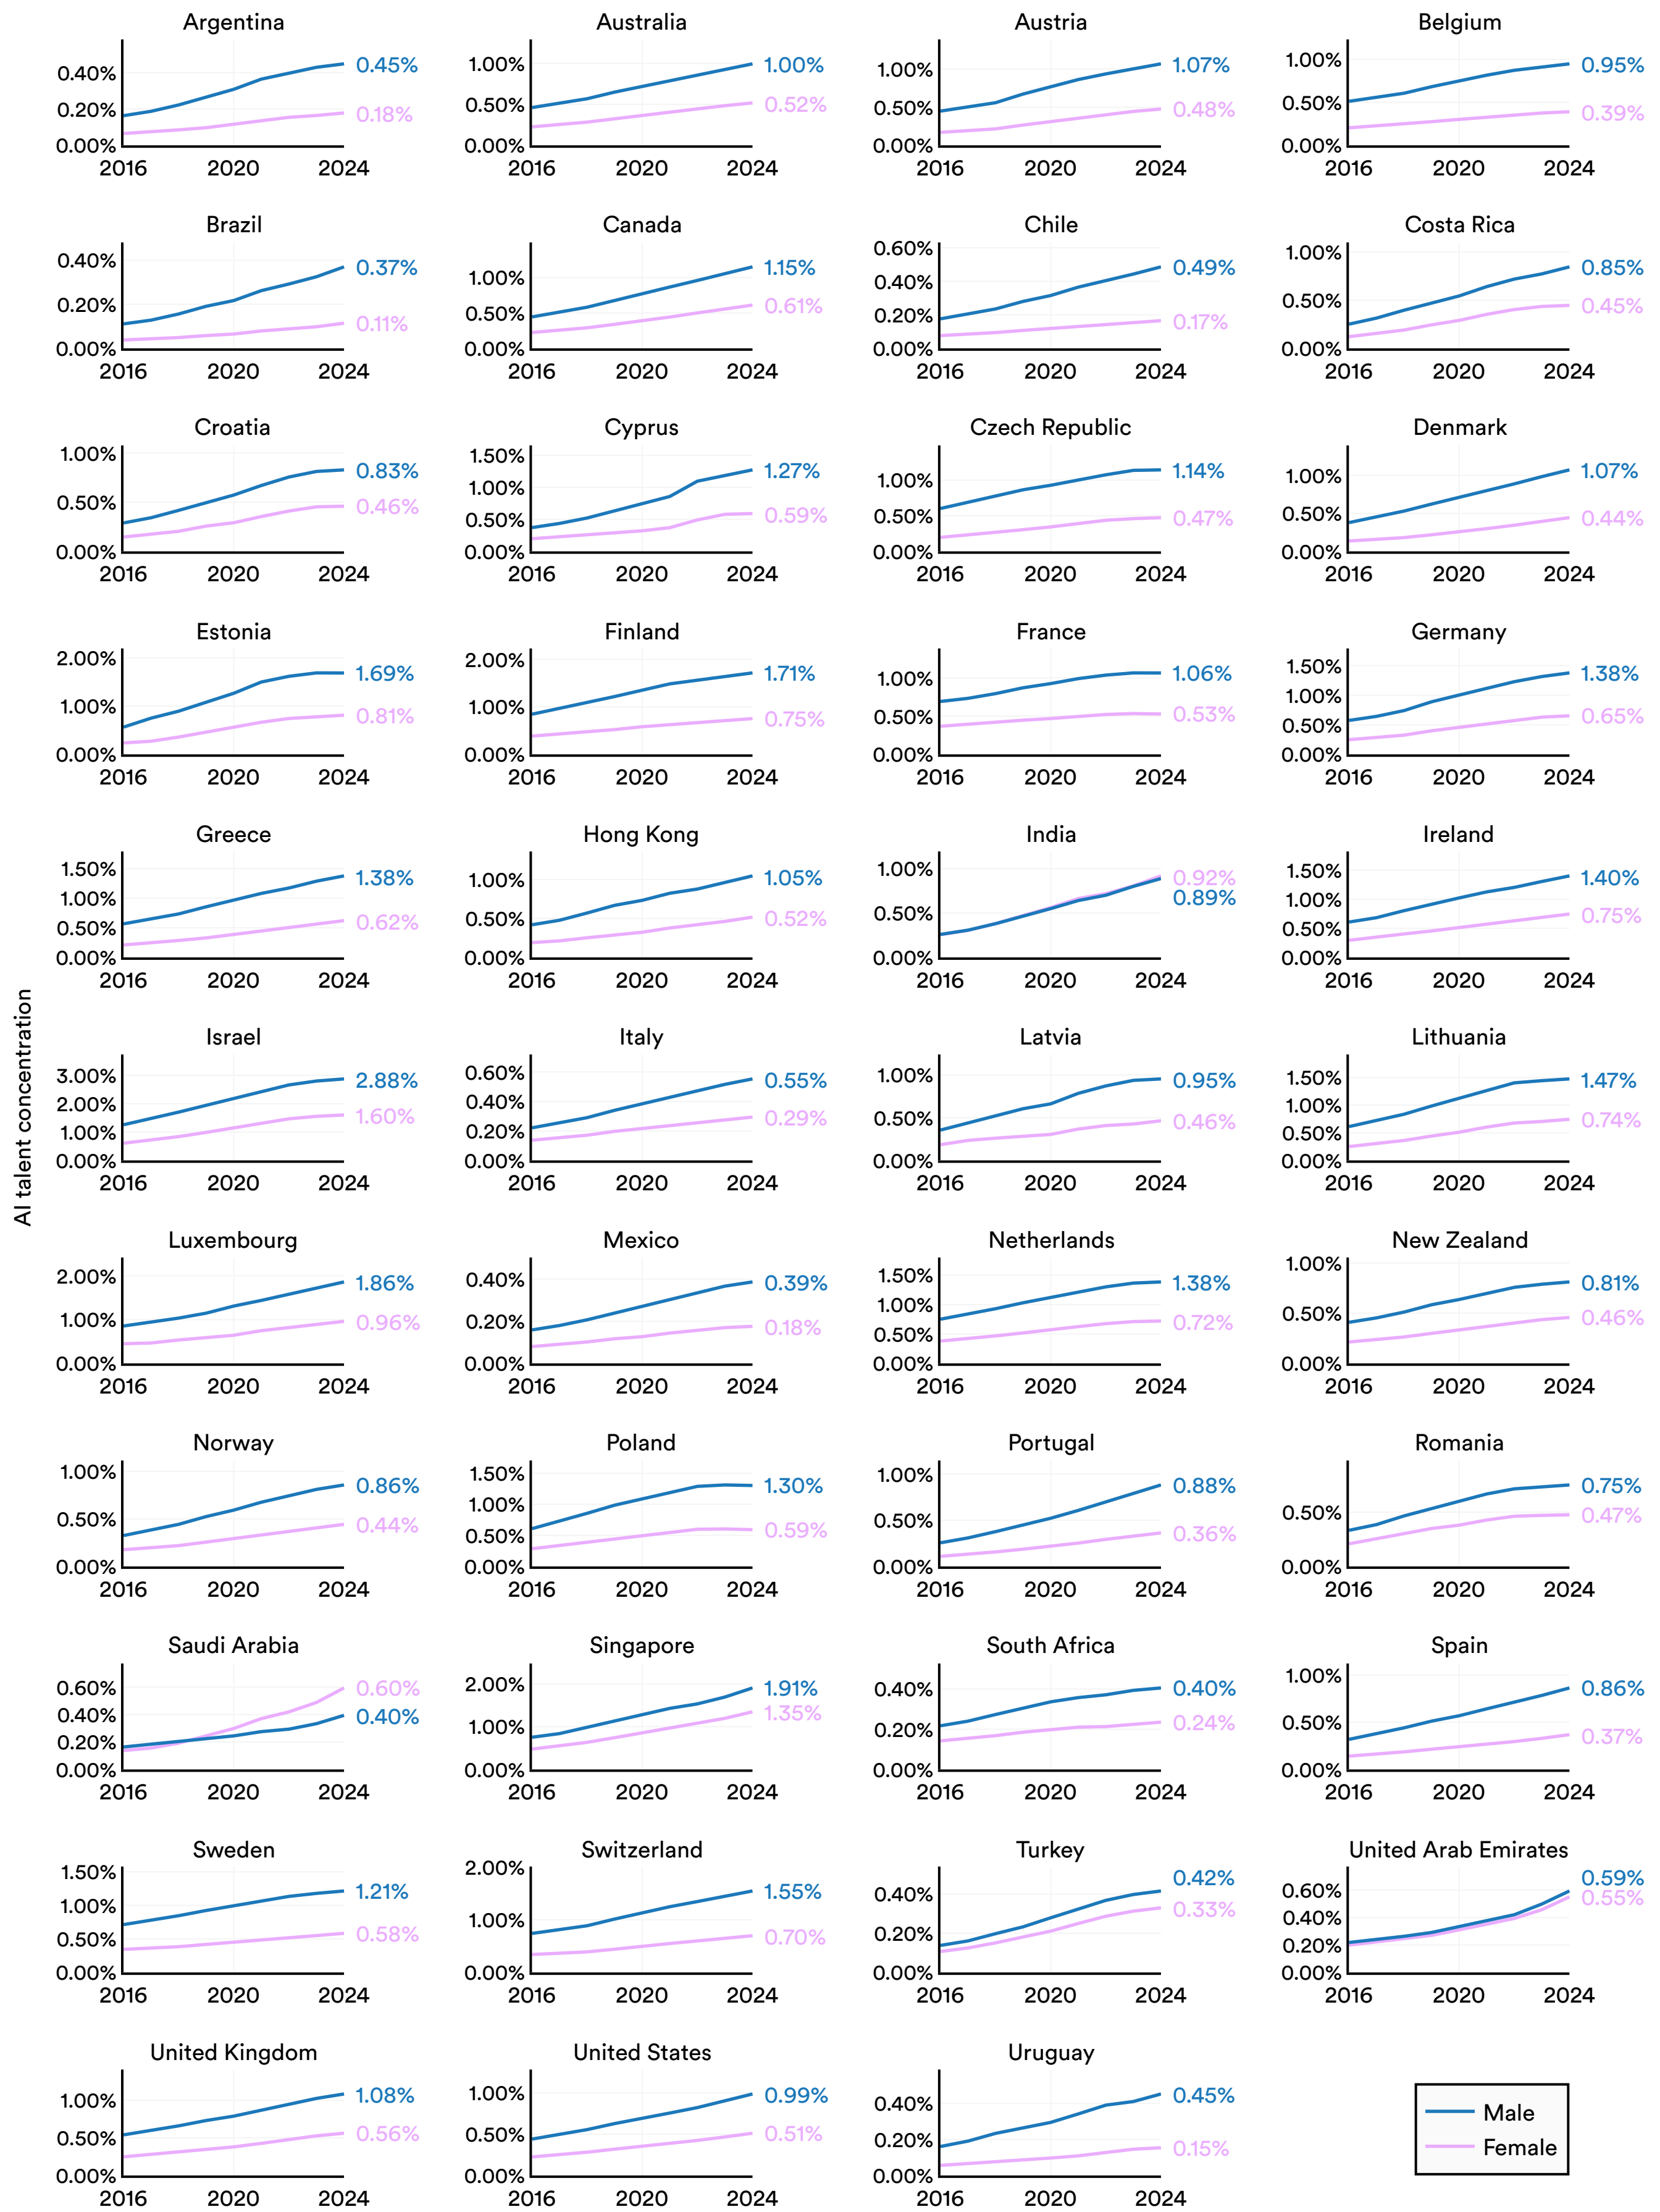 AI talent concentration
Argentina
0.40%
0.20%
0.00%
2016 2020 2024
0.45%
0.18%
Australia
1.00%
0.50%
0.00%
2016 2020 2024
1.00%
0.52%
Austria
1.00%
0.50%
0.00%
2016 2020 2024
1.07%
0.48%
Belgium
1.00%
0.50%
0.00%
2016 2020 2024
0.95%
0.39%
Brazil
0.40%
0.20%
0.00%
2016 2020 2024
0.37%
0.11%
Canada
1.00%
0.50%
0.00%
2016 2020 2024
1.15%
0.61%
Chile
0.60%
0.40%
0.20%
0.00%
2016 2020 2024
0.49%
0.17%
Costa Rica
1.00%
0.50%
0.00%
2016 2020 2024
0.85%
0.45%
Croatia
1.00%
0.50%
0.00%
2016 2020 2024
0.83%
0.46%
Cyprus
1.50%
1.00%
0.50%
0.00%
2016 2020 2024
1.27%
0.59%
Czech Republic
1.00%
0.50%
0.00%
2016 2020 2024
1.14%
0.47%
Denmark
1.00%
0.50%
0.00%
2016 2020 2024
1.07%
0.44%
Estonia
2.00%
1.00%
0.00%
2016 2020 2024
1.69%
0.81%
Finland
2.00%
1.00%
0.00%
2016 2020 2024
1.71%
0.75%
France
1.00%
0.50%
0.00%
2016 2020 2024
1.06%
0.53%
Germany
1.50%
1.00%
0.50%
0.00%
2016 2020 2024
1.38%
0.65%
Greece
1.50%
1.00%
0.50%
0.00%
2016 2020 2024
1.38%
0.62%
Hong Kong
1.00%
0.50%
0.00%
2016 2020 2024
1.05%
0.52%
India
1.00%
0.50%
0.00%
2016 2020 2024
0.92%
0.89%
Ireland
1.50%
1.00%
0.50%
0.00%
2016 2020 2024
1.40%
0.75%
Israel
3.00%
2.00%
1.00%
0.00%
2016 2020 2024
2.88%
1.60%
Italy
0.60%
0.40%
0.20%
0.00%
2016 2020 2024
0.55%
0.29%
Latvia
1.00%
0.50%
0.00%
2016 2020 2024
0.95%
0.46%
Lithuania
1.50%
1.00%
0.50%
0.00%
2016 2020 2024
1.47%
0.74%
Luxembourg
2.00%
1.00%
0.00%
2016 2020 2024
1.86%
0.96%
Mexico
0.40%
0.20%
0.00%
2016 2020 2024
0.39%
0.18%
Netherlands
1.50%
1.00%
0.50%
0.00%
2016 2020 2024
1.38%
0.72%
New Zealand
1.00%
0.50%
0.00%
2016 2020 2024
0.81%
0.46%
Norway
1.00%
0.50%
0.00%
2016 2020 2024
0.86%
0.44%
Poland
1.50%
1.00%
0.50%
0.00%
2016 2020 2024
1.30%
0.59%
Portugal
1.00%
0.50%
0.00%
2016 2020 2024
0.88%
0.36%
Romania
0.50%
0.00%
2016 2020 2024
0.75%
0.47%
Saudi Arabia
0.60%
0.40%
0.20%
0.00%
2016 2020 2024
0.60%
0.40%
Singapore
2.00%
1.00%
0.00%
2016 2020 2024
1.91%
1.35%
South Africa
0.40%
0.20%
0.00%
2016 2020 2024
0.40%
0.24%
Spain
1.00%
0.50%
0.00%
2016 2020 2024
0.86%
0.37%
Sweden
1.50%
1.00%
0.50%
0.00%
2016 2020 2024
1.21%
0.58%
Switzerland
2.00%
1.00%
0.00%
2016 2020 2024
1.55%
0.70%
Turkey
0.40%
0.20%
0.00%
2016 2020 2024
0.42%
0.33%
United Arab Emirates
0.60%
0.40%
0.20%
0.00%
2016 2020 2024
0.59%
0.55%
United Kingdom
1.00%
0.50%
0.00%
2016 2020 2024
1.08%
0.56%
United States
1.00%
0.50%
0.00%
2016 2020 2024
0.99%
0.51%
Uruguay
0.40%
0.20%
0.00%
2016 2020 2024
0.45%
0.15%
Male
Female